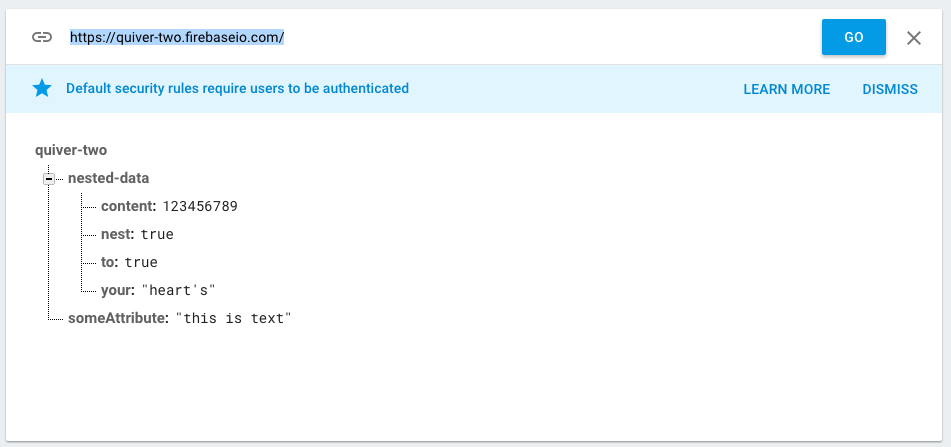 https://quiver-two.firebaseio.com/ GO
Default security rules require users to be authenticated LEARN MORE DISMISS
quiver-two
nested-data
content: 123456789
nest: true
to: true
your: "heart's"
someAttribute: "this is text"